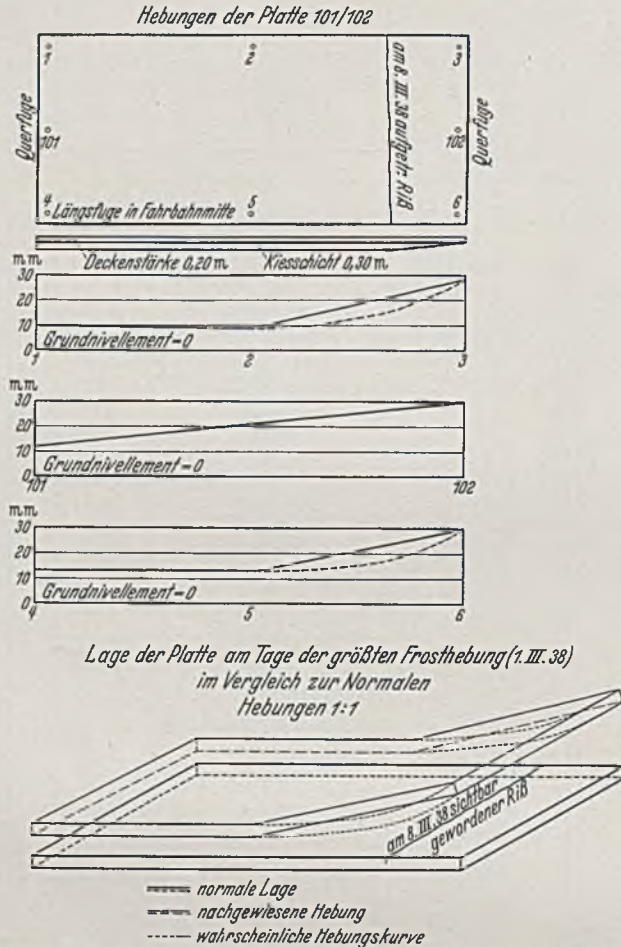 Hebungen der Platte 101/102
1 2 3
Querfuge
101
am 8.III.38 aufgetr. Riß
102
Querfuge
4 5 6
Längsfuge in Fahrbahnmitte
Deckenstärke 0,20 m Kiesschicht 0,30 m
mm
30
20
10
0
Grundnivellement = 0
1 2 3
mm
30
20
10
0
Grundnivellement = 0
101 102
mm
30
20
10
0
Grundnivellement = 0
4 5 6
Lage der Platte am Tage der größten Frosthebung (1.III.38)
im Vergleich zur Normalen
Hebungen 1:1
am 8.III.38 sichtbar
gewordener Riß
normale Lage
nachgewiesene Hebung
wahrscheinliche Hebungskurve